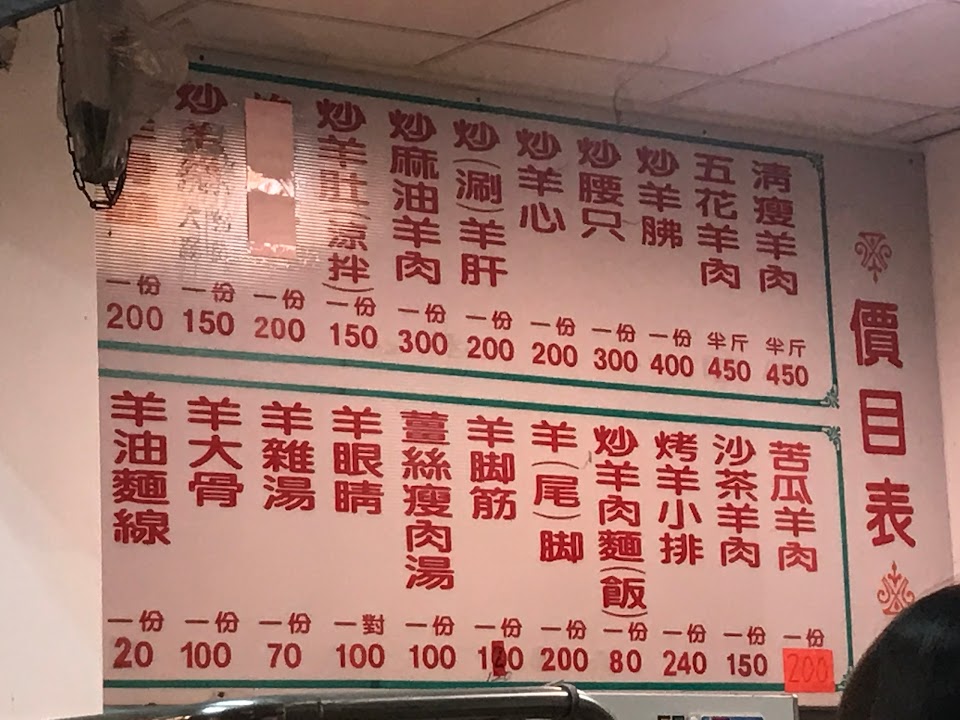 價目表
清瘦羊肉 半斤 450
五花羊肉 半斤 450
炒羊胇 一份 400
炒腰只 一份 300
炒羊心 一份 200
炒(涮)羊肝 一份 200
炒麻油羊肉 一份 300
炒羊肚(涼拌) 一份 150
一份 200
炒羊 一份 150
一份 200
苦瓜羊肉 一份 200
沙茶羊肉 一份 150
烤羊小排 一份 240
炒羊肉麵(飯) 一份 80
羊(尾)脚 一份 200
羊脚筋 一份
薑絲瘦肉湯 一份 100
羊眼睛 一對 100
羊雜湯 一份 70
羊大骨 一份 100
羊油麵線 一份 20